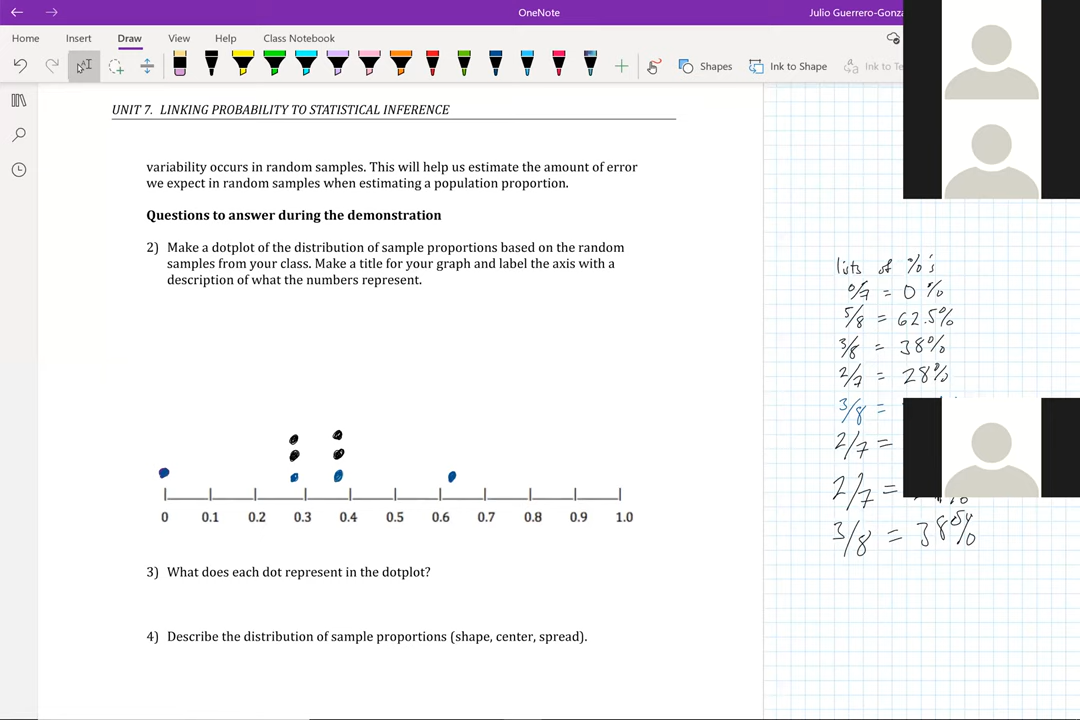 OneNote
Julio Guerrero-Gonza
Home Insert Draw View Help Class Notebook
Shapes Ink to Shape Ink to Te
UNIT 7. LINKING PROBABILITY TO STATISTICAL INFERENCE
variability occurs in random samples. This will help us estimate the amount of error
we expect in random samples when estimating a population proportion.
Questions to answer during the demonstration
2) Make a dotplot of the distribution of sample proportions based on the random
samples from your class. Make a title for your graph and label the axis with a
description of what the numbers represent.
0 0.1 0.2 0.3 0.4 0.5 0.6 0.7 0.8 0.9 1.0
3) What does each dot represent in the dotplot?
4) Describe the distribution of sample proportions (shape, center, spread).
lists of %'s
0/7 = 0%
5/8 = 62.5%
3/8 = 38%
2/7 = 28%
3/8 =
2/7 =
2/7 =
3/8 = 38%